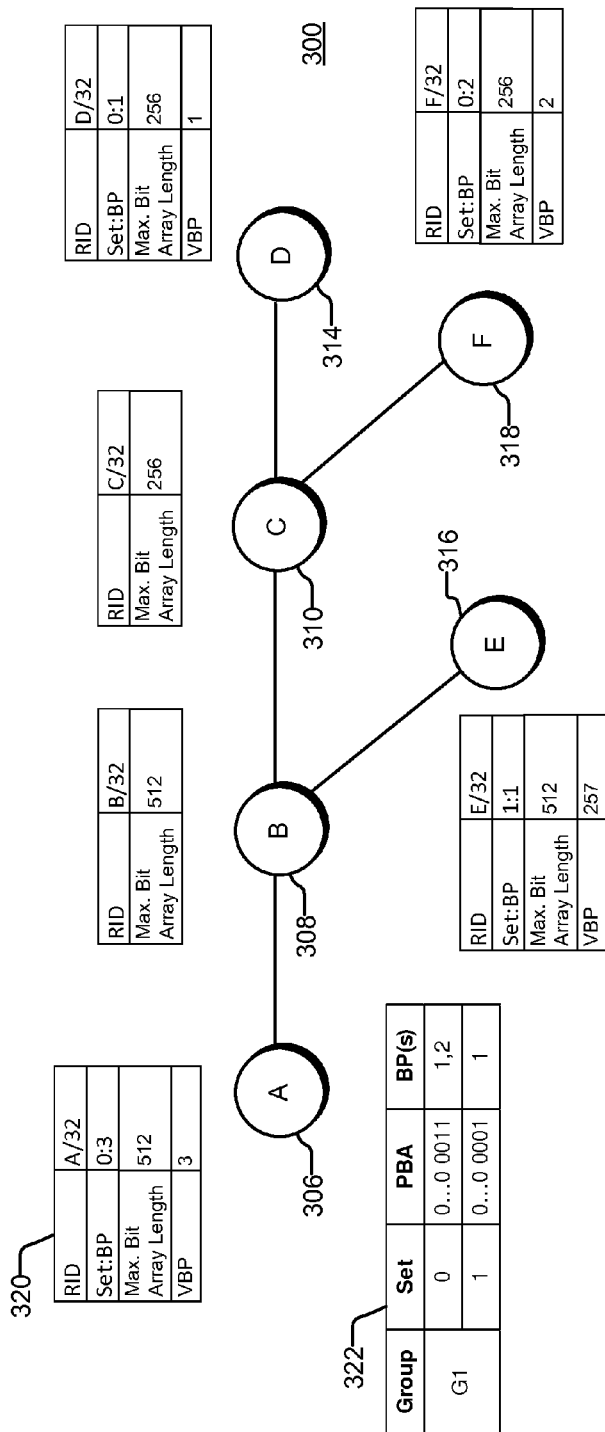 320
RID A/32
Set:BP 0:3
Max. Bit
Array Length 512
VBP 3
RID B/32
Max. Bit
Array Length 512
RID C/32
Max. Bit
Array Length 256
RID D/32
Set:BP 0:1
Max. Bit
Array Length 256
VBP 1
300
A
306
B
308
C
310
D
314
E
316
F
318
322
Group Set PBA BP(s)
G1 0 0...0 0011 1,2
1 0...0 0001 1
RID E/32
Set:BP 1:1
Max. Bit
Array Length 512
VBP 257
RID F/32
Set:BP 0:2
Max. Bit
Array Length 256
VBP 2